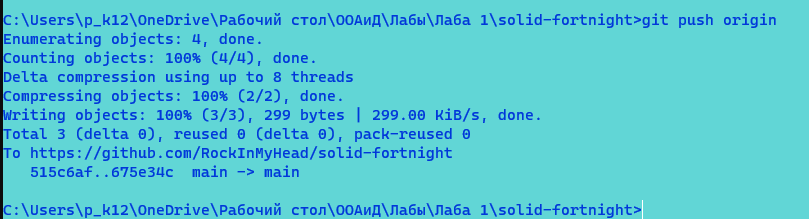 C:\Users\p_k12\OneDrive\Рабочий стол\ООАиД\Лабы\Лаба 1\solid-fortnight>git push origin
Enumerating objects: 4, done.
Counting objects: 100% (4/4), done.
Delta compression using up to 8 threads
Compressing objects: 100% (2/2), done.
Writing objects: 100% (3/3), 299 bytes | 299.00 KiB/s, done.
Total 3 (delta 0), reused 0 (delta 0), pack-reused 0
To https://github.com/RockInMyHead/solid-fortnight
   515c6af..675e34c  main -> main
C:\Users\p_k12\OneDrive\Рабочий стол\ООАиД\Лабы\Лаба 1\solid-fortnight>